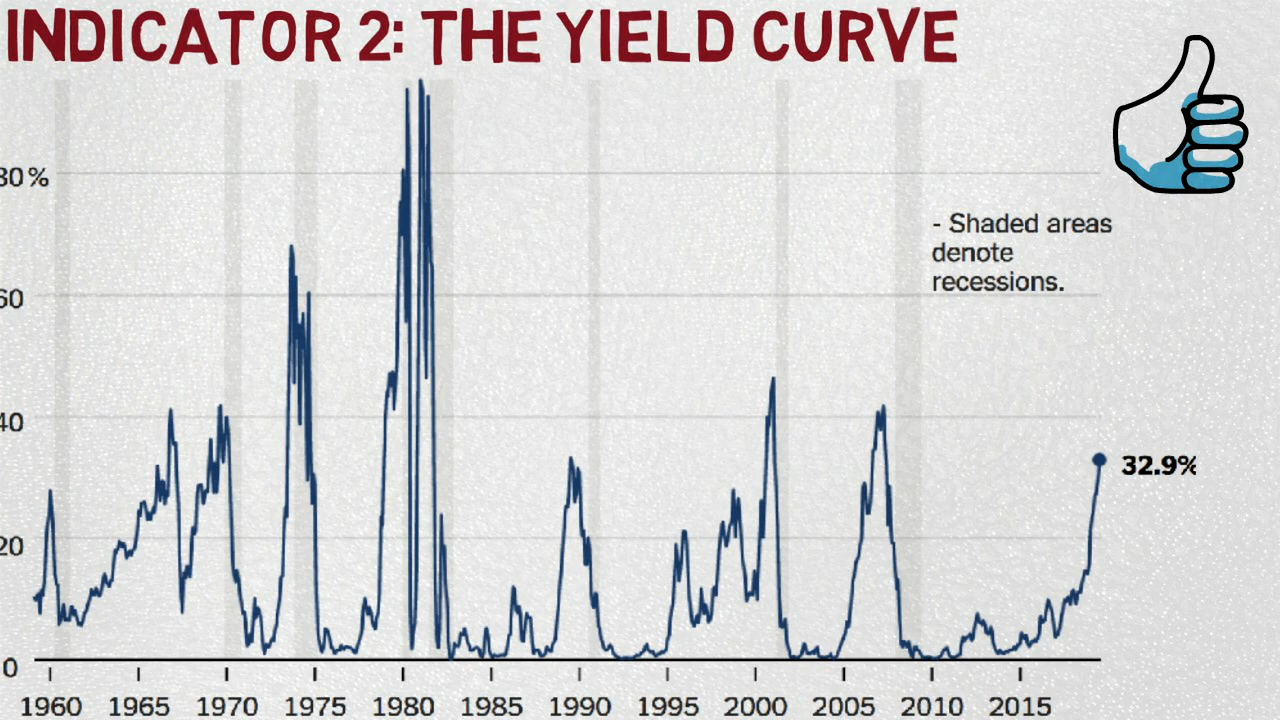 INDICATOR 2: THE YIELD CURVE
80%
- Shaded areas
denote
recessions.
60
40
32.9%
20
0
1960 1965 1970 1975 1980 1985 1990 1995 2000 2005 2010 2015